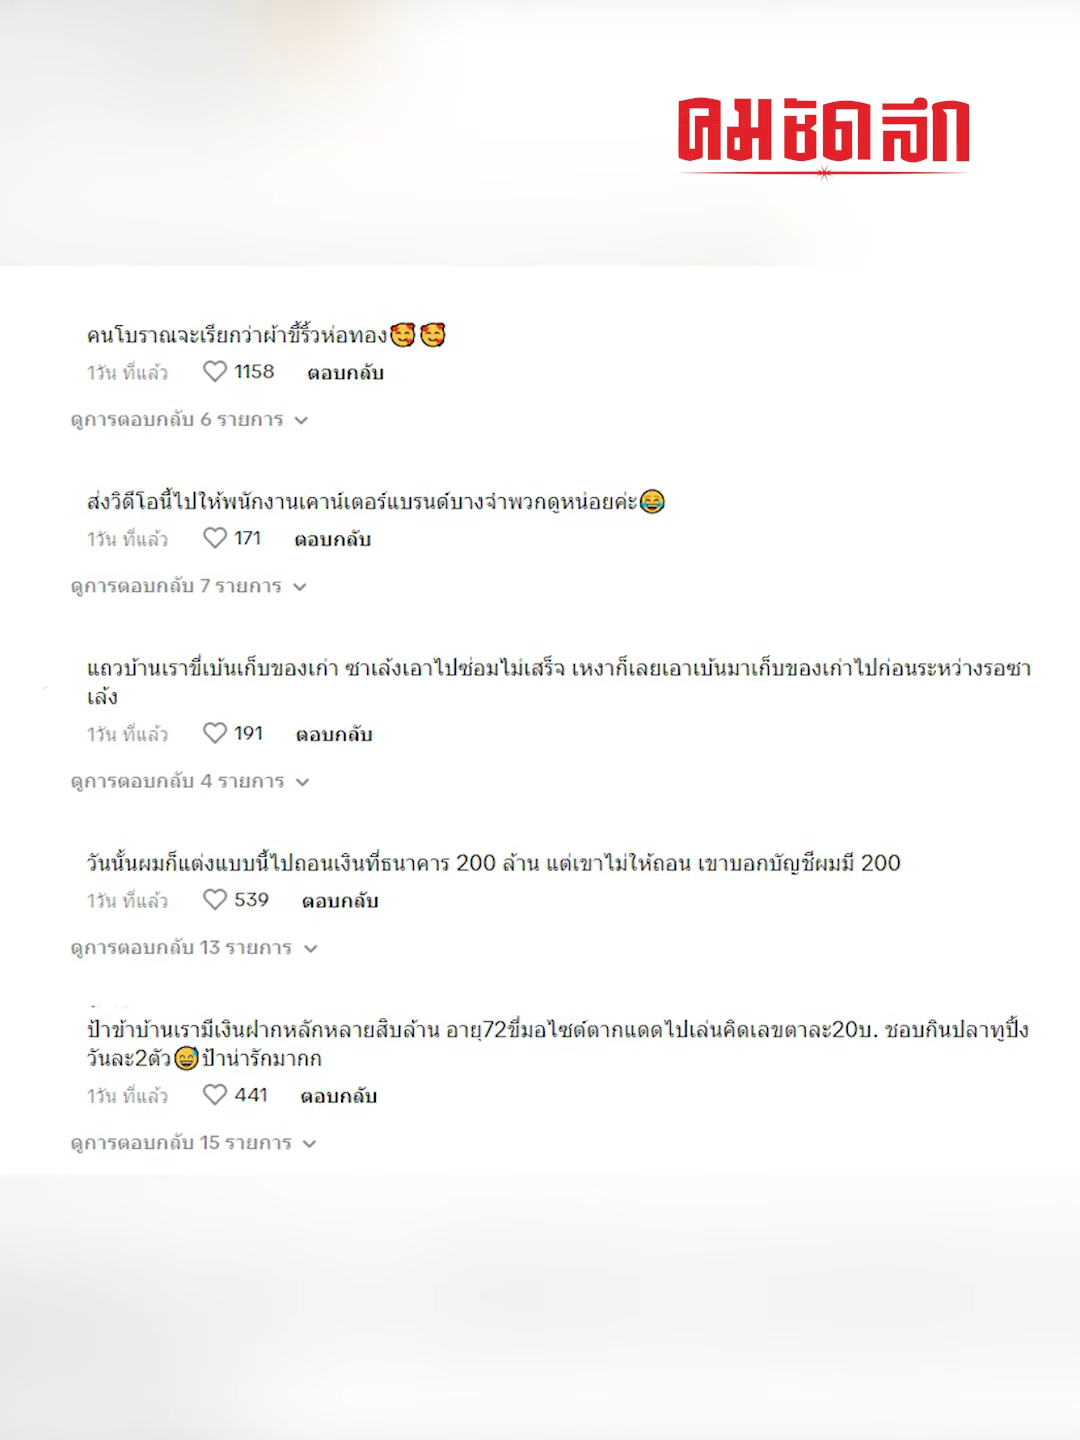 คมชัดลึก
คนโบราณจะเรียกว่าผ้าขี้ริ้วห่อทอง🥰🥰
1วัน ที่แล้ว 1158 ตอบกลับ
ดูการตอบกลับ 6 รายการ
ส่งวิดีโอนี้ไปให้พนักงานเคาน์เตอร์แบรนด์บางจำพวกดูหน่อยค่ะ😂
1วัน ที่แล้ว 171 ตอบกลับ
ดูการตอบกลับ 7 รายการ
แถวบ้านเราขี่เบ้นเก็บของเก่า ซาเล้งเอาไปซ่อมไม่เสร็จ เหงาก็เลยเอาเบ้นมาเก็บของเก่าไปก่อนระหว่างรอซา
เล้ง
1วัน ที่แล้ว 191 ตอบกลับ
ดูการตอบกลับ 4 รายการ
วันนั้นผมก็แต่งแบบนี้ไปถอนเงินที่ธนาคาร 200 ล้าน แต่เขาไม่ให้ถอน เขาบอกบัญชีผมมี 200
1วัน ที่แล้ว 539 ตอบกลับ
ดูการตอบกลับ 13 รายการ
ป้าข้าบ้านเรามีเงินฝากหลักหลายสิบล้าน อายุ72ขี่มอไซต์ตากแดดไปเล่นคิดเลขตาละ20บ. ชอบกินปลาทูปิ้ง
วันละ2ตัว😅ป้าน่ารักมากก
1วัน ที่แล้ว 441 ตอบกลับ
ดูการตอบกลับ 15 รายการ